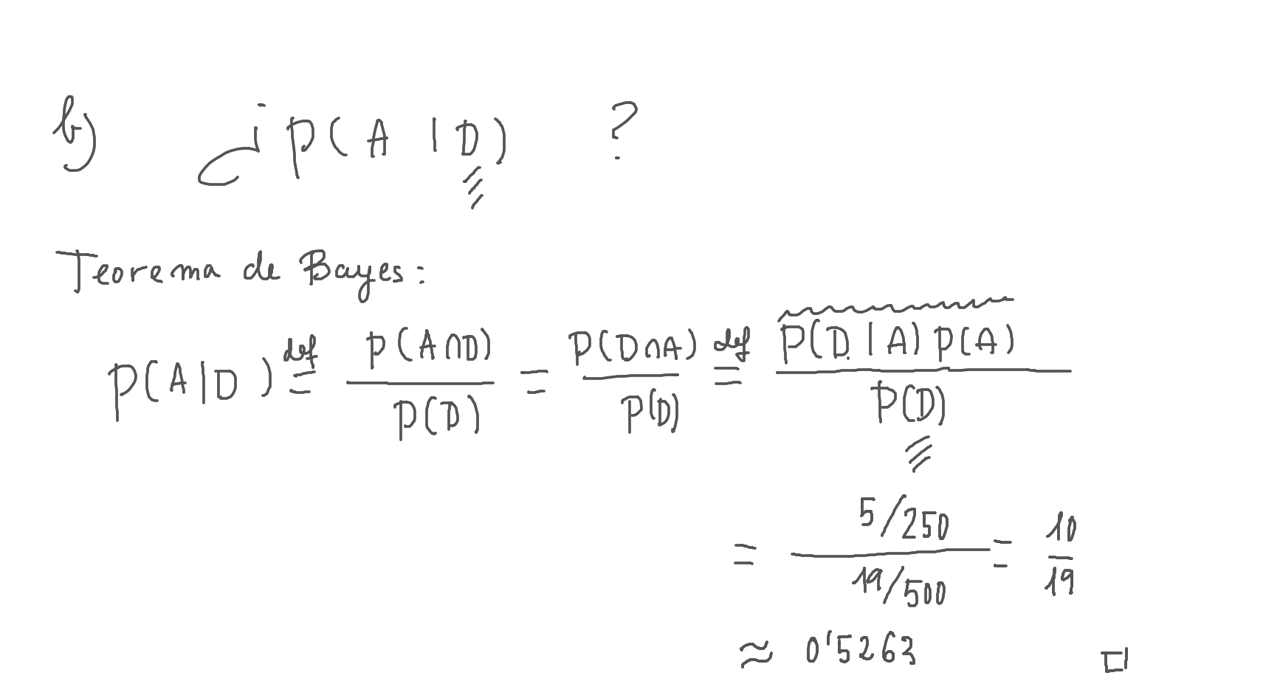 b) ¿ P(A | D) ?
Teorema de Bayes:
P(A|D) def= P(A∩D)/P(D) = P(D∩A)/P(D) def= P(D|A) P(A)/P(D)
= (5/250)/(19/500) = 10/19
≈ 0'5263 □